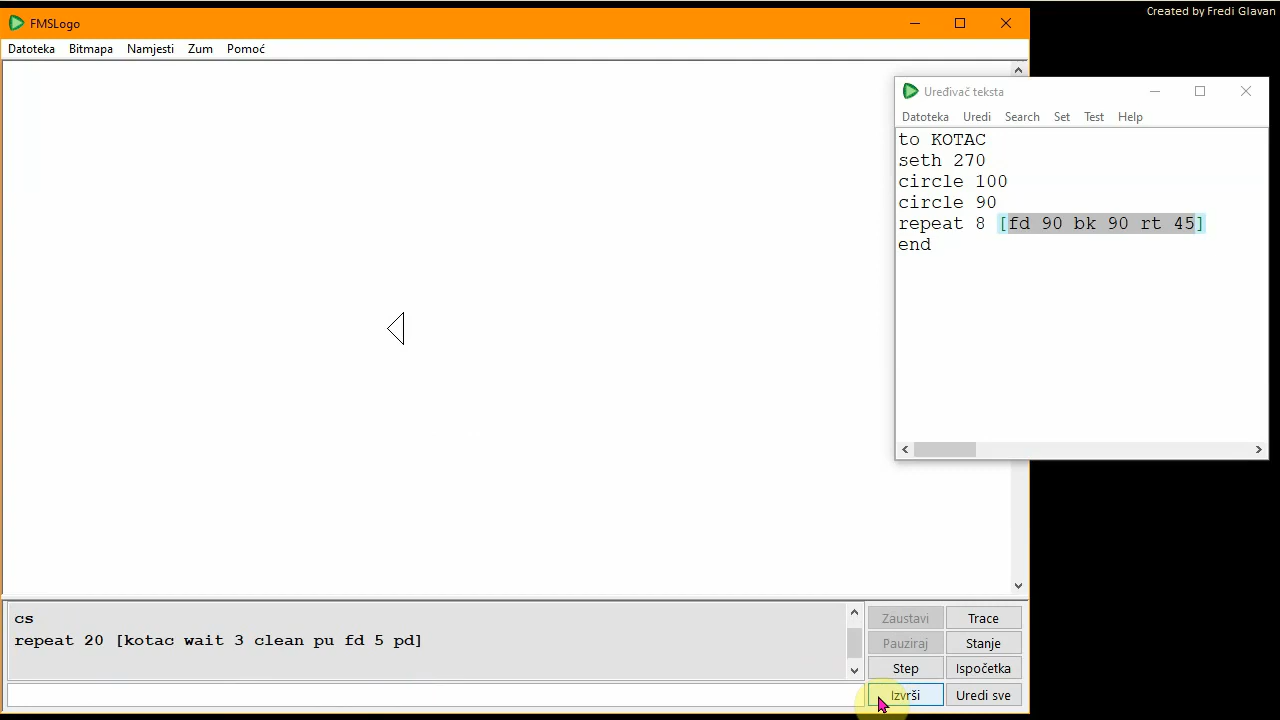 Created by Fredi Glavan
FMSLogo
Datoteka Bitmapa Namjesti Zum Pomoć
Uređivač teksta
Datoteka Uredi Search Set Test Help
to KOTAC
seth 270
circle 100
circle 90
repeat 8 [fd 90 bk 90 rt 45]
end
cs
repeat 20 [kotac wait 3 clean pu fd 5 pd]
Zaustavi Trace
Pauziraj Stanje
Step Ispočetka
Izvrši Uredi sve